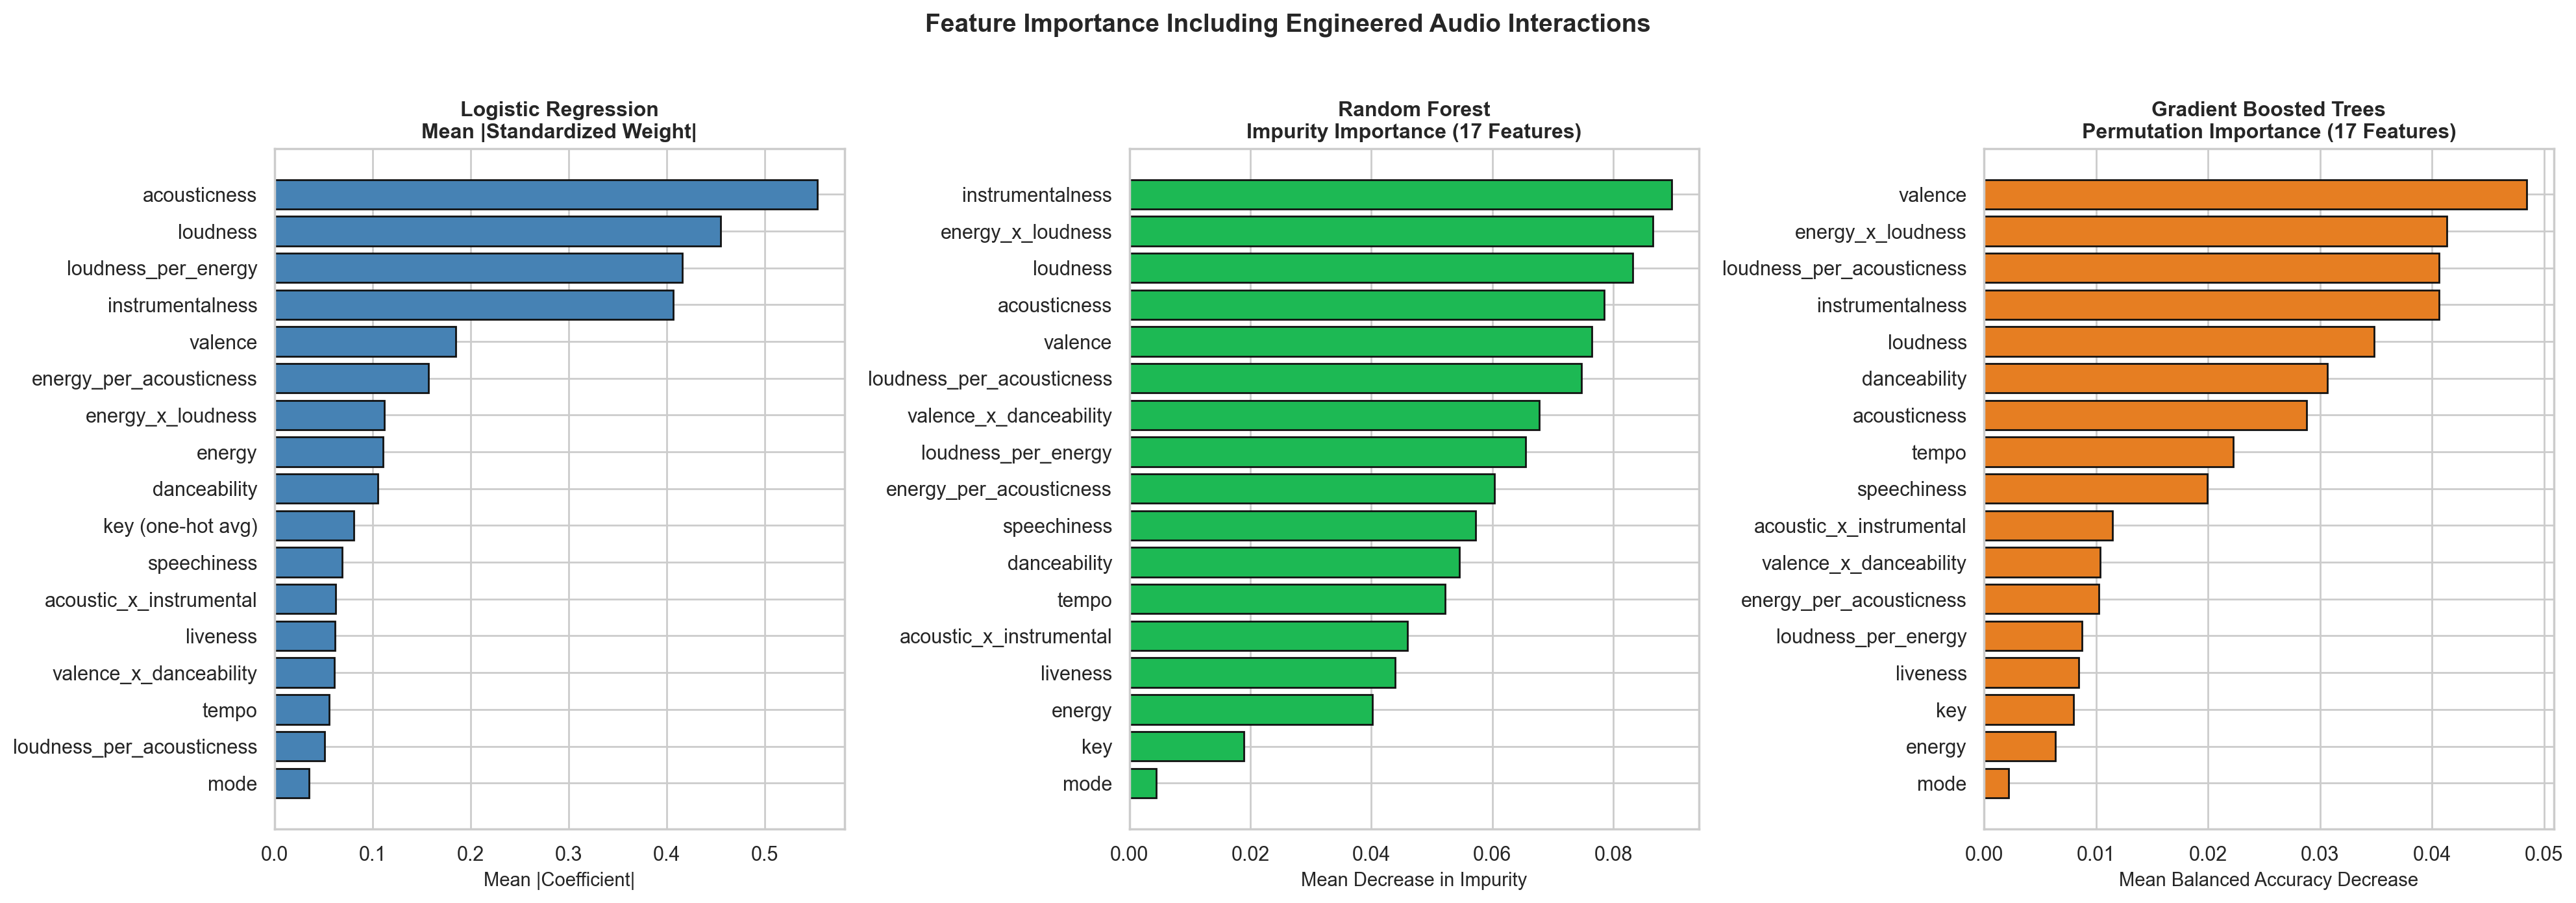 Feature Importance Including Engineered Audio Interactions
Logistic Regression
Mean |Standardized Weight|
acousticness
loudness
loudness_per_energy
instrumentalness
valence
energy_per_acousticness
energy_x_loudness
energy
danceability
key (one-hot avg)
speechiness
acoustic_x_instrumental
liveness
valence_x_danceability
tempo
loudness_per_acousticness
mode
0.0 0.1 0.2 0.3 0.4 0.5
Mean |Coefficient|
Random Forest
Impurity Importance (17 Features)
instrumentalness
energy_x_loudness
loudness
acousticness
valence
loudness_per_acousticness
valence_x_danceability
loudness_per_energy
energy_per_acousticness
speechiness
danceability
tempo
acoustic_x_instrumental
liveness
energy
key
mode
0.00 0.02 0.04 0.06 0.08
Mean Decrease in Impurity
Gradient Boosted Trees
Permutation Importance (17 Features)
valence
energy_x_loudness
loudness_per_acousticness
instrumentalness
loudness
danceability
acousticness
tempo
speechiness
acoustic_x_instrumental
valence_x_danceability
energy_per_acousticness
loudness_per_energy
liveness
key
energy
mode
0.00 0.01 0.02 0.03 0.04 0.05
Mean Balanced Accuracy Decrease